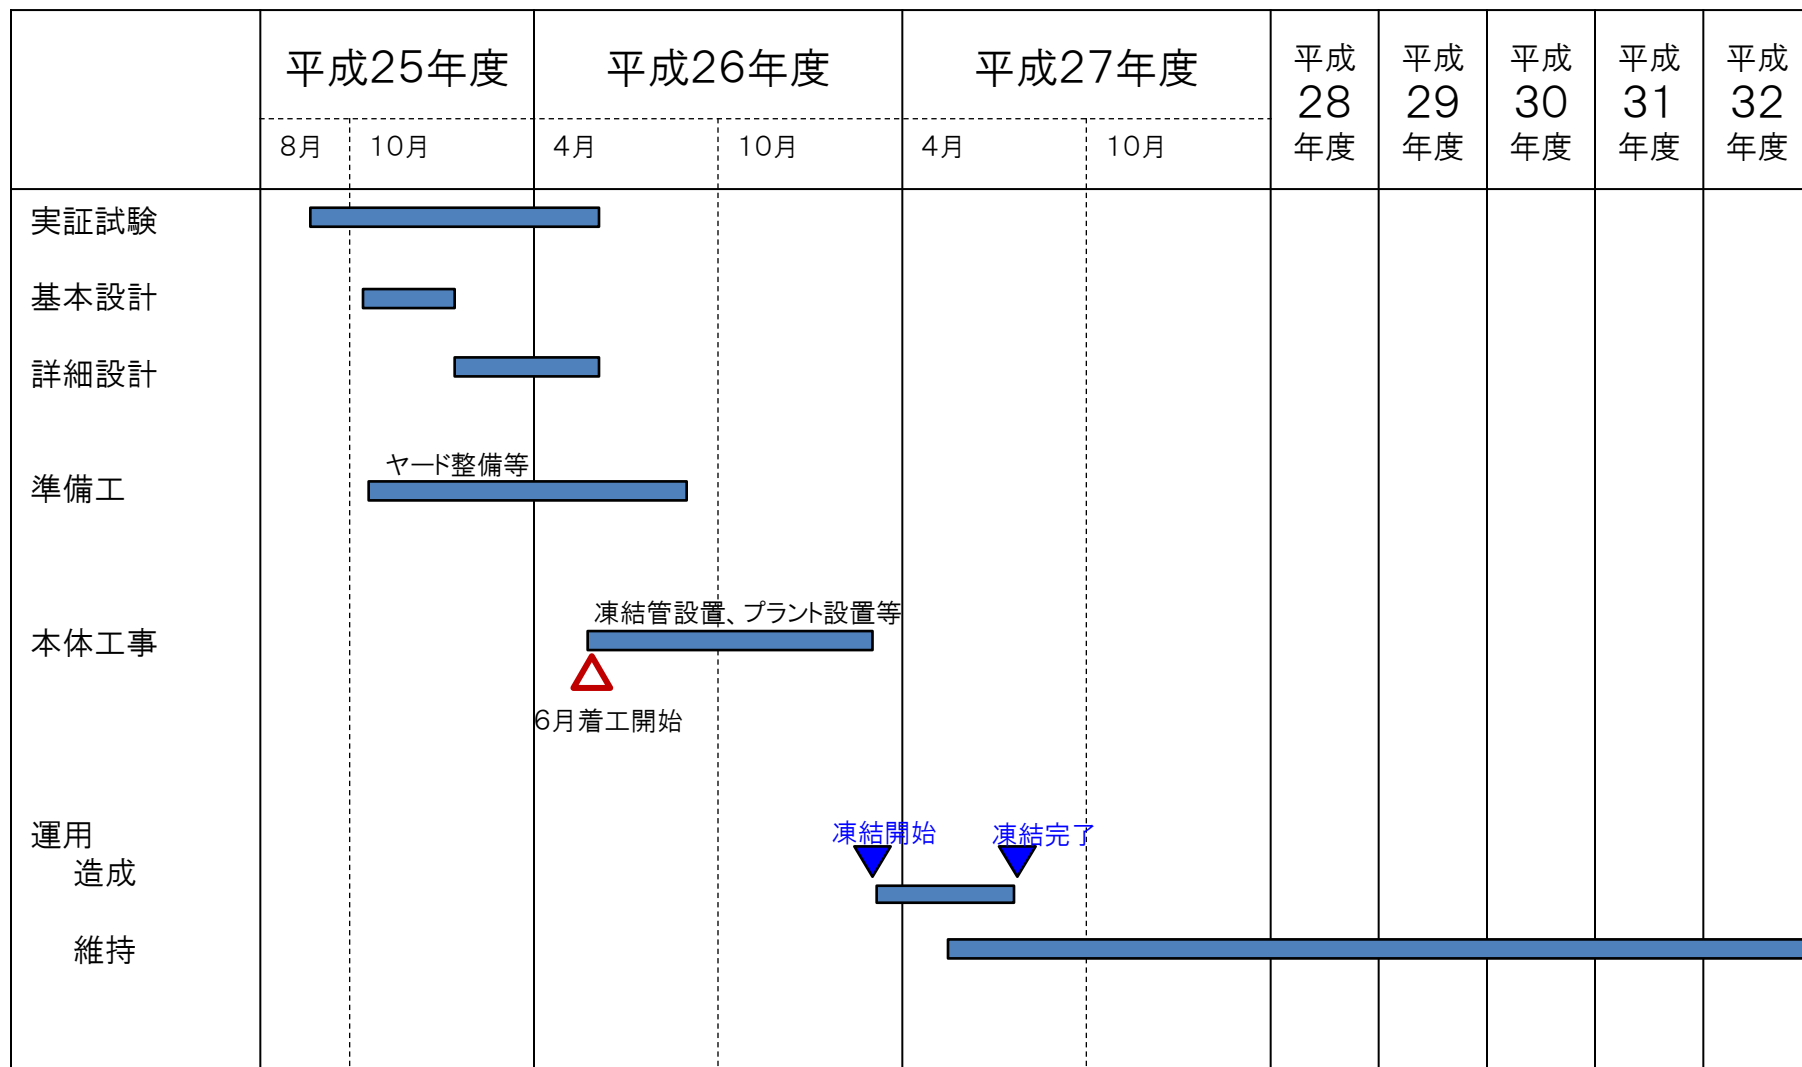 平成25年度
平成26年度
平成27年度
平成
28
年度
平成
29
年度
平成
30
年度
平成
31
年度
平成
32
年度
8月
10月
4月
10月
4月
10月
実証試験
基本設計
詳細設計
ヤード整備等
準備工
凍結管設置、プラント設置等
本体工事
6月着工開始
運用
凍結開始
凍結完了
造成
維持